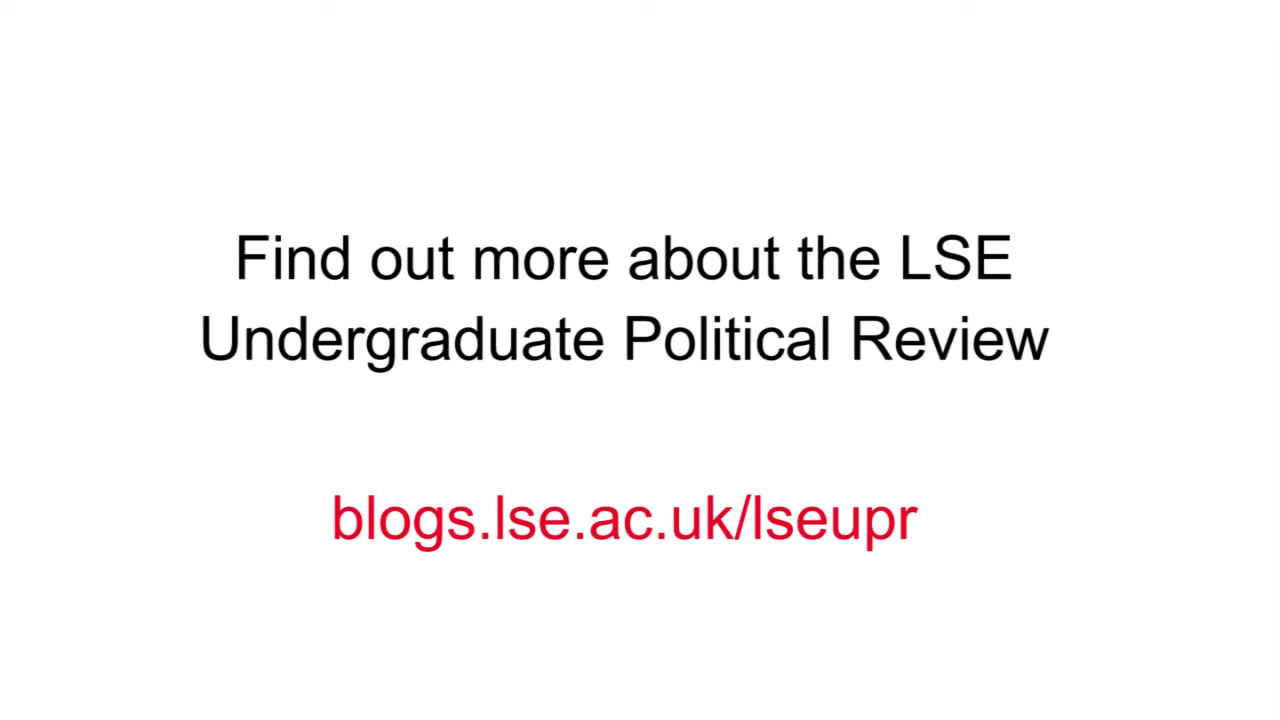 Find out more about the LSE
Undergraduate Political Review
blogs.lse.ac.uk/lseupr